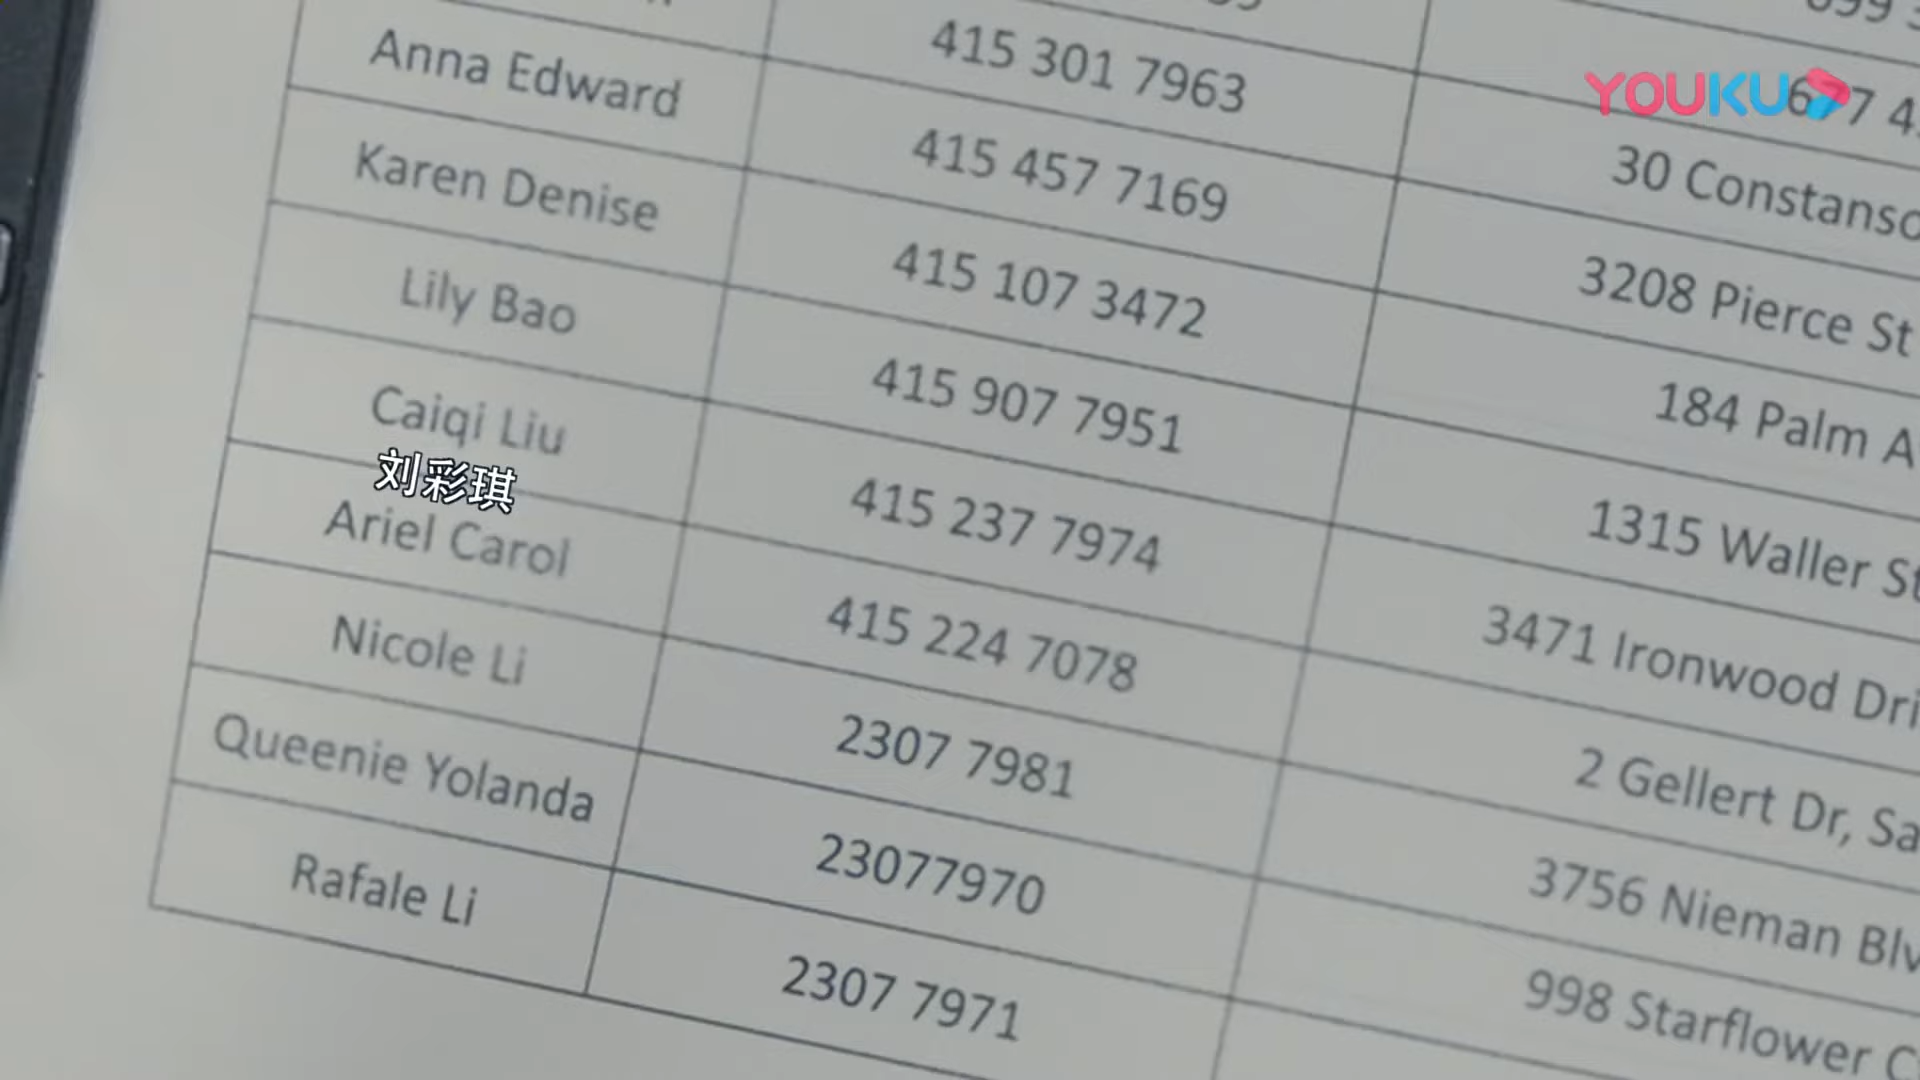 YOUKU
415 301 7963 30 Constanso
Anna Edward 415 457 7169 3208 Pierce St
Karen Denise 415 107 3472 184 Palm A
Lily Bao 415 907 7951 1315 Waller St
Caiqi Liu 415 237 7974 3471 Ironwood Dri
刘彩琪
Ariel Carol 415 224 7078 2 Gellert Dr, Sa
Nicole Li 2307 7981 3756 Nieman Blv
Queenie Yolanda 23077970 998 Starflower C
Rafale Li 2307 7971